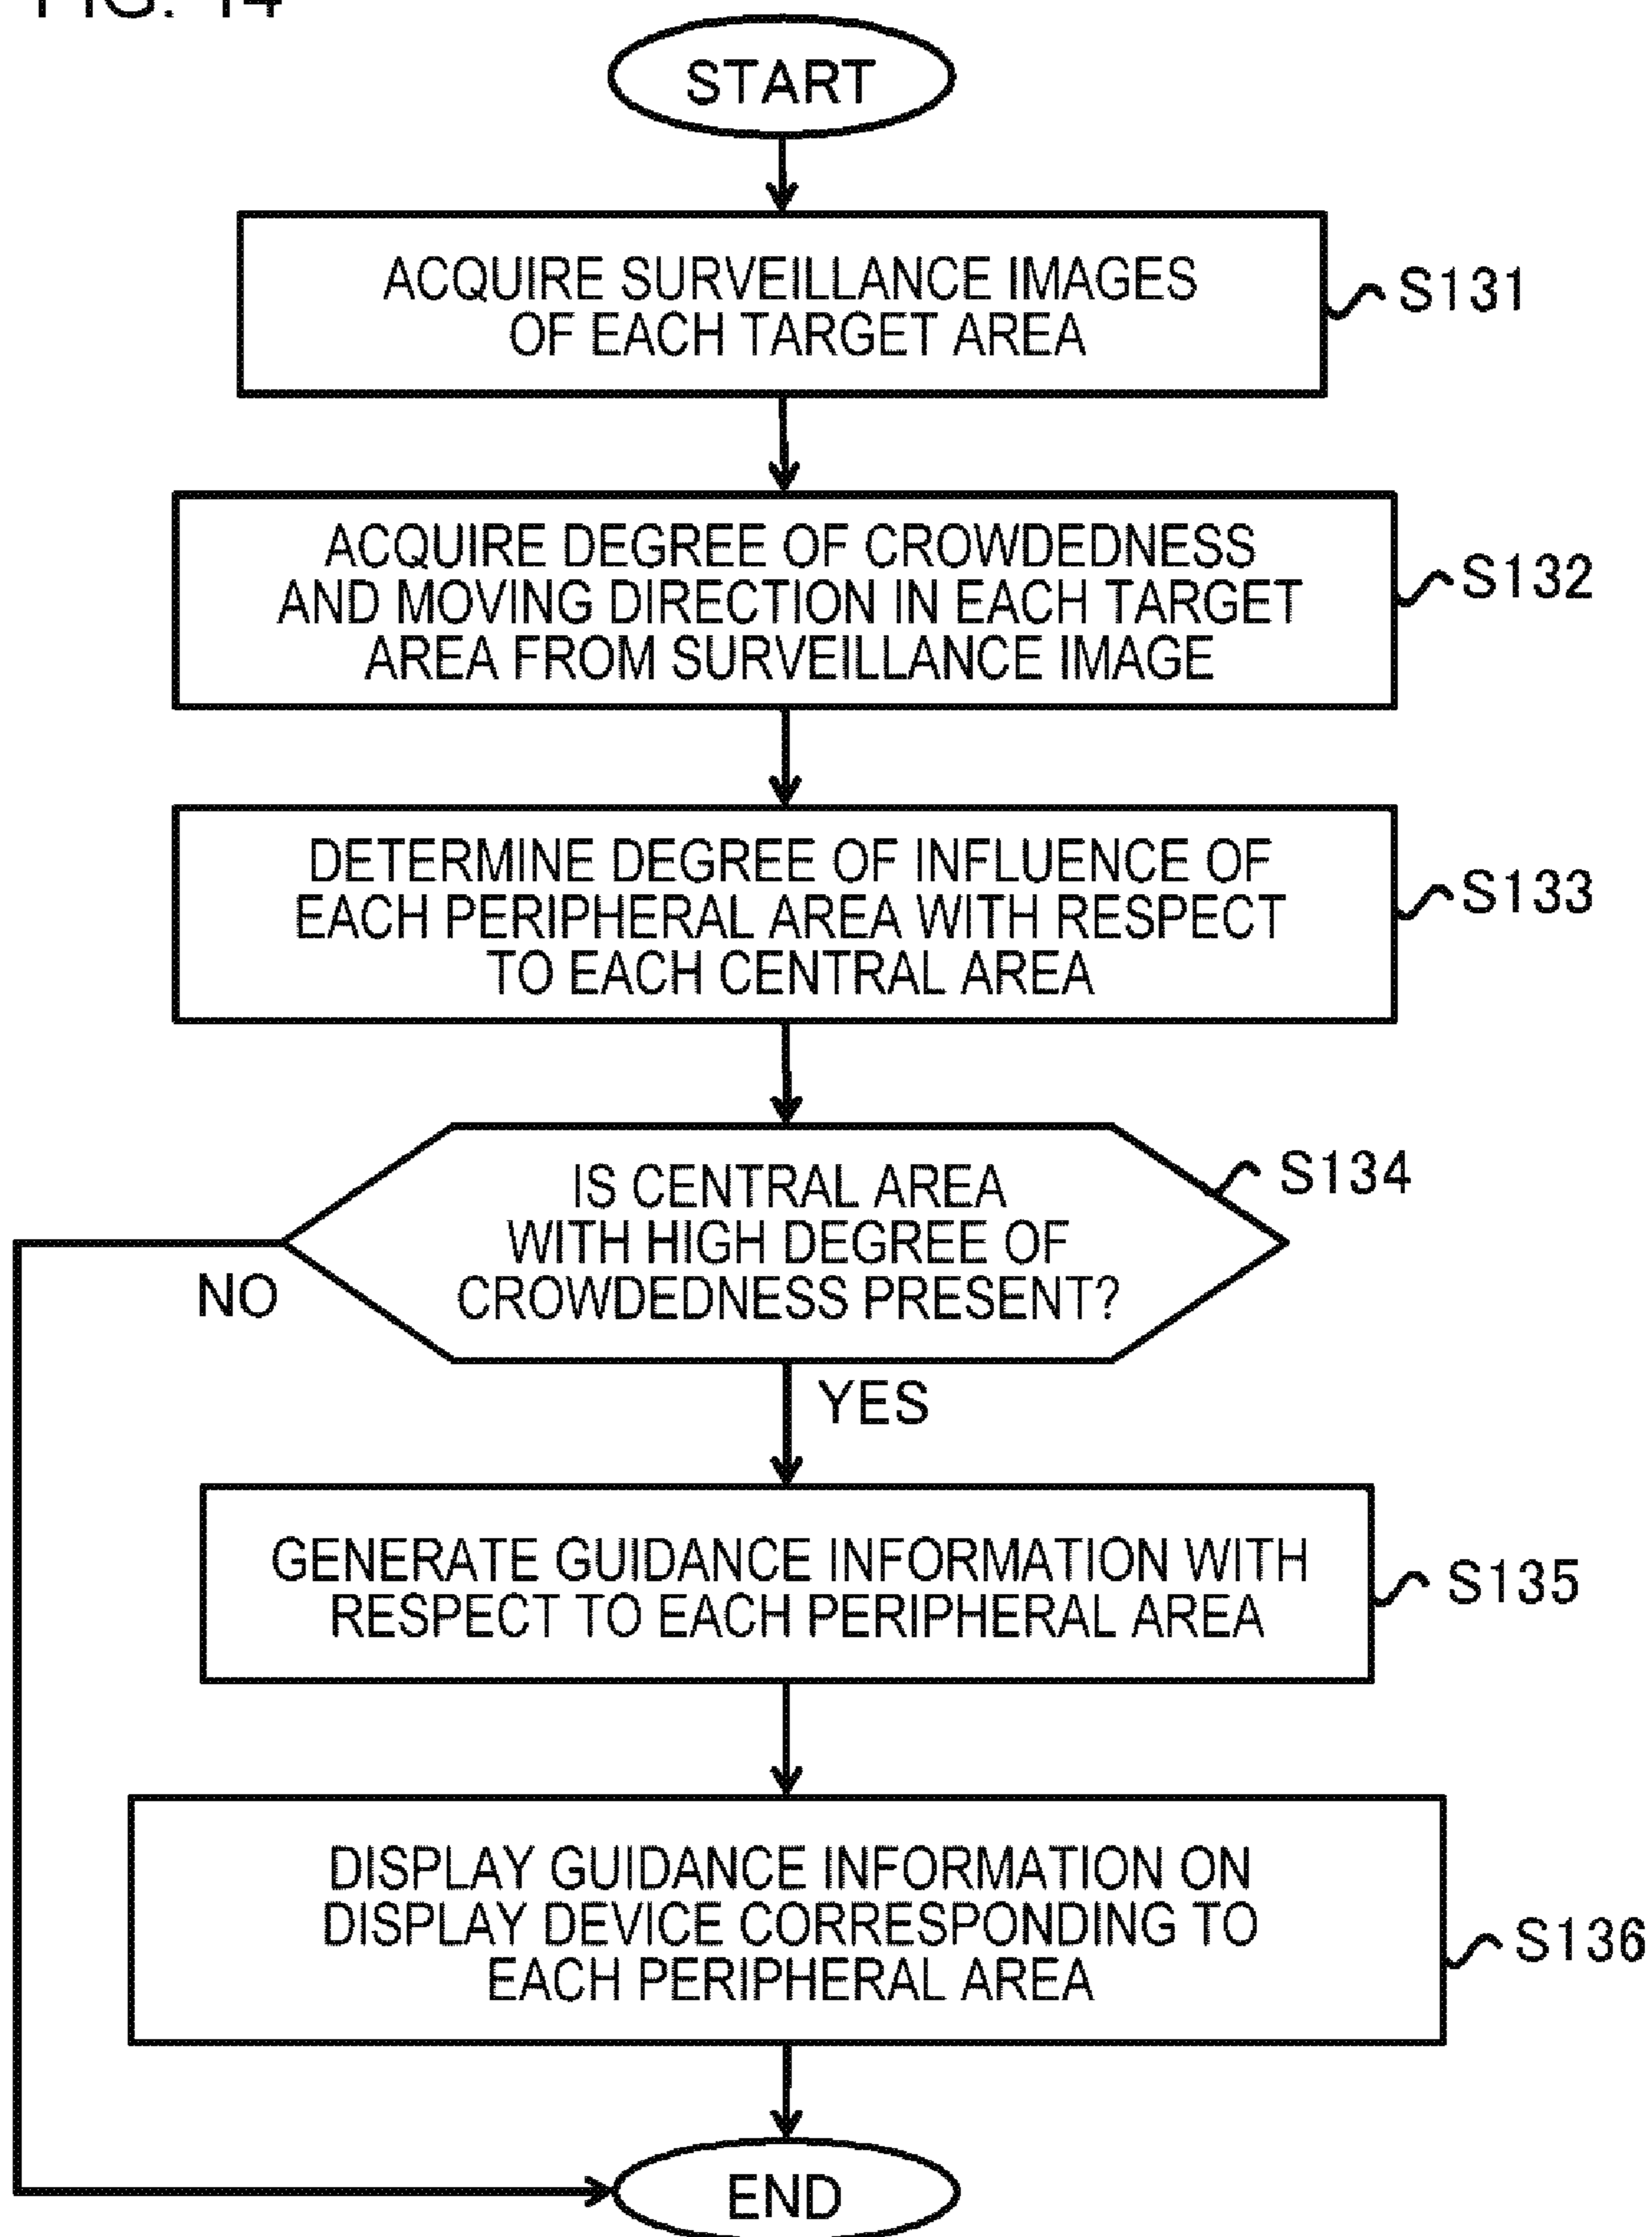 FIG. 14
START
ACQUIRE SURVEILLANCE IMAGES
OF EACH TARGET AREA
S131
ACQUIRE DEGREE OF CROWDEDNESS
AND MOVING DIRECTION IN EACH TARGET
AREA FROM SURVEILLANCE IMAGE
S132
DETERMINE DEGREE OF INFLUENCE OF
EACH PERIPHERAL AREA WITH RESPECT
TO EACH CENTRAL AREA
S133
IS CENTRAL AREA
WITH HIGH DEGREE OF
CROWDEDNESS PRESENT?
S134
NO
YES
GENERATE GUIDANCE INFORMATION WITH
RESPECT TO EACH PERIPHERAL AREA
S135
DISPLAY GUIDANCE INFORMATION ON
DISPLAY DEVICE CORRESPONDING TO
EACH PERIPHERAL AREA
S136
END